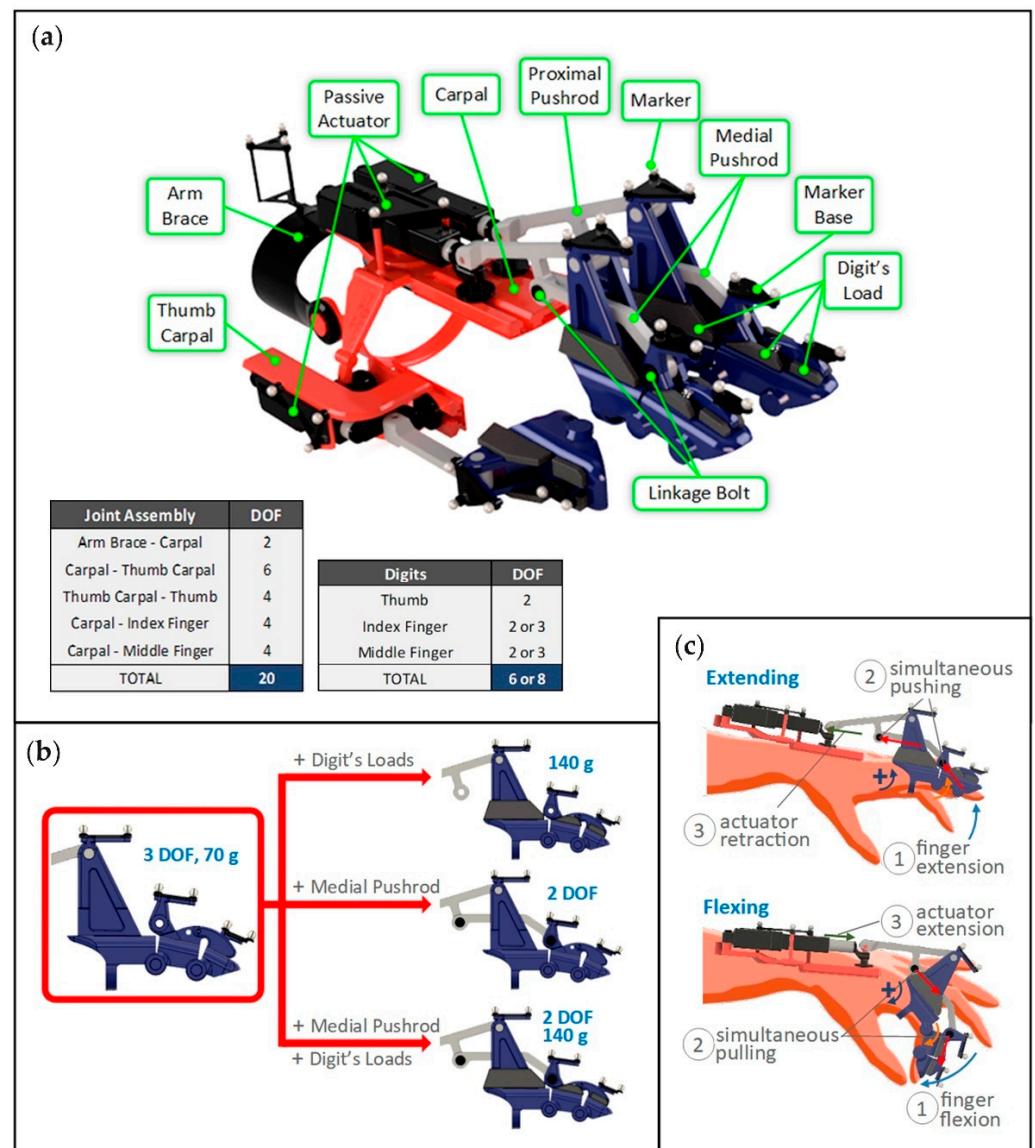 (a)
Passive
Actuator
Carpal
Proximal
Pushrod
Marker
Medial
Pushrod
Arm
Brace
Marker
Base
Digit's
Load
Thumb
Carpal
Linkage Bolt
Joint Assembly DOF
Arm Brace - Carpal 2
Carpal - Thumb Carpal 6
Thumb Carpal - Thumb 4
Carpal - Index Finger 4
Carpal - Middle Finger 4
TOTAL 20
Digits DOF
Thumb 2
Index Finger 2 or 3
Middle Finger 2 or 3
TOTAL 6 or 8
(b)
3 DOF, 70 g
+ Digit's Loads
140 g
+ Medial Pushrod
2 DOF
+ Medial Pushrod
+ Digit's Loads
2 DOF
140 g
(c)
Extending
2 simultaneous
pushing
+
3 actuator
retraction
1 finger
extension
Flexing
3 actuator
extension
+
2 simultaneous
pulling
1 finger
flexion